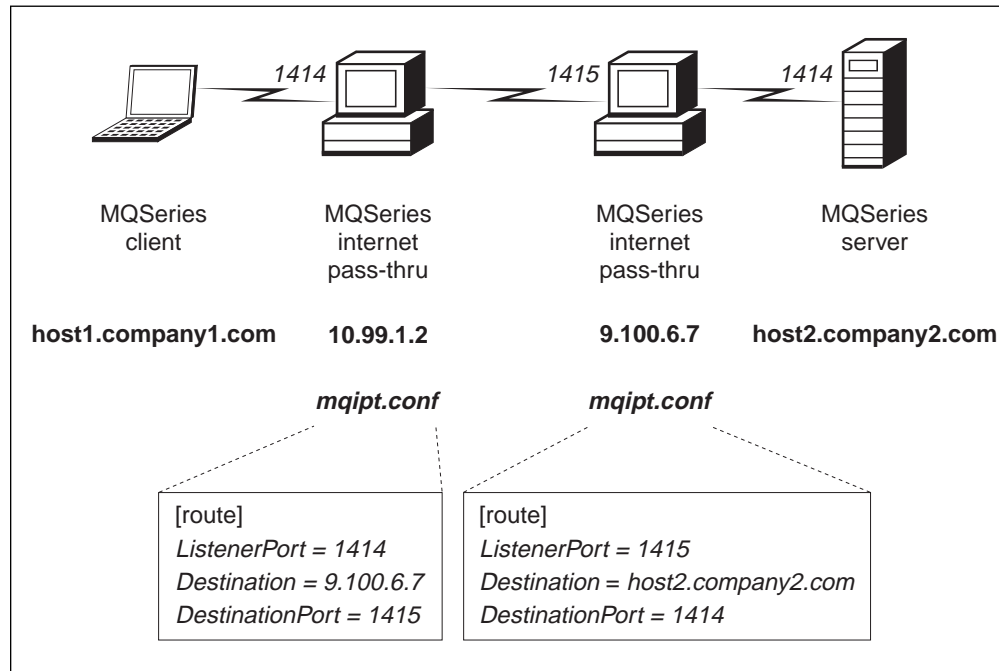 1414
1415
1414
MQSeries
client
MQSeries
internet
pass-thru
MQSeries
internet
pass-thru
MQSeries
server
host1.company1.com
10.99.1.2
9.100.6.7
host2.company2.com
mqipt.conf
mqipt.conf
[route]
ListenerPort = 1414
Destination = 9.100.6.7
DestinationPort = 1415
[route]
ListenerPort = 1415
Destination = host2.company2.com
DestinationPort = 1414